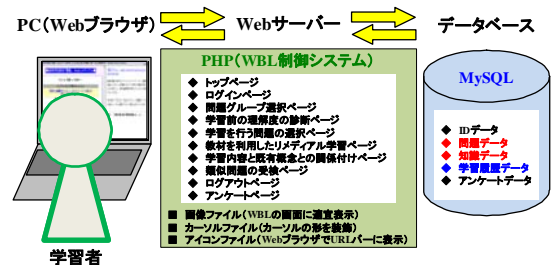 PC（Webブラウザ）
Webサーバー
データベース
PHP（WBL制御システム）
◆ トップページ
◆ ログインページ
◆ 問題グループ選択ページ
◆ 学習前の理解度の診断ページ
◆ 学習を行う問題の選択ページ
◆ 教材を利用したリメディアル学習ページ
◆ 学習内容と既有概念との関係付けページ
◆ 類似問題の受検ページ
◆ ログアウトページ
◆ アンケートページ
■ 画像ファイル（WBLの画面に適宜表示）
■ カーソルファイル（カーソルの形を装飾）
■ アイコンファイル（WebブラウザでURLバーに表示）
MySQL
◆ IDデータ
◆ 問題データ
◆ 知識データ
◆ 学習履歴データ
◆ アンケートデータ
学習者